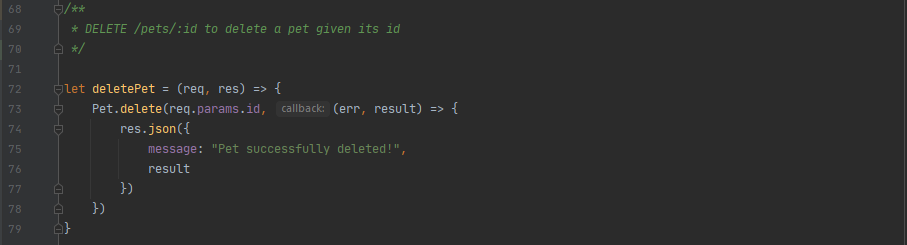 68 /**
69  * DELETE /pets/:id to delete a pet given its id
70  */
71
72 let deletePet = (req, res) => {
73     Pet.delete(req.params.id, callback: (err, result) => {
74         res.json({
75             message: "Pet successfully deleted!",
76             result
77         })
78     })
79 }